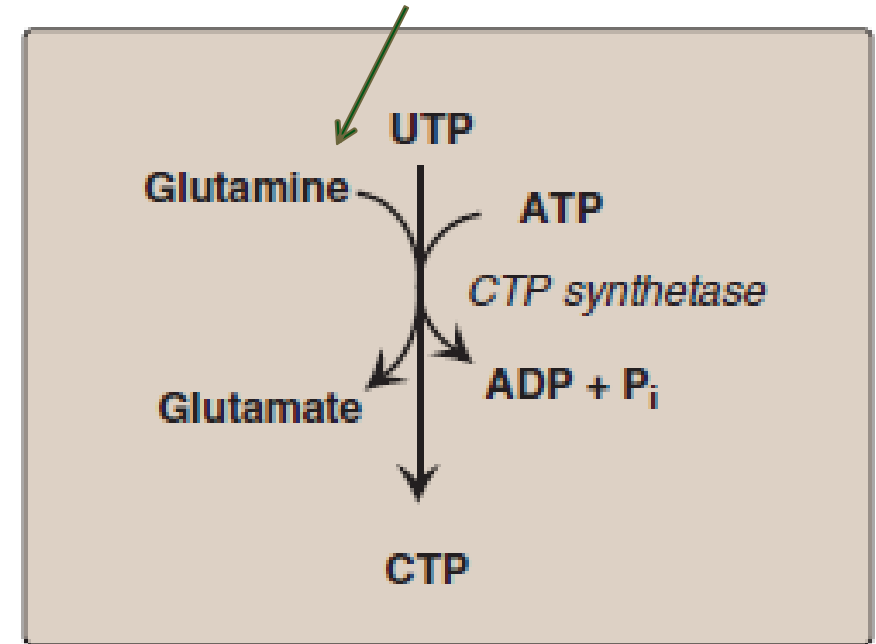 UTP
Glutamine
ATP
CTP synthetase
ADP + Pi
Glutamate
CTP